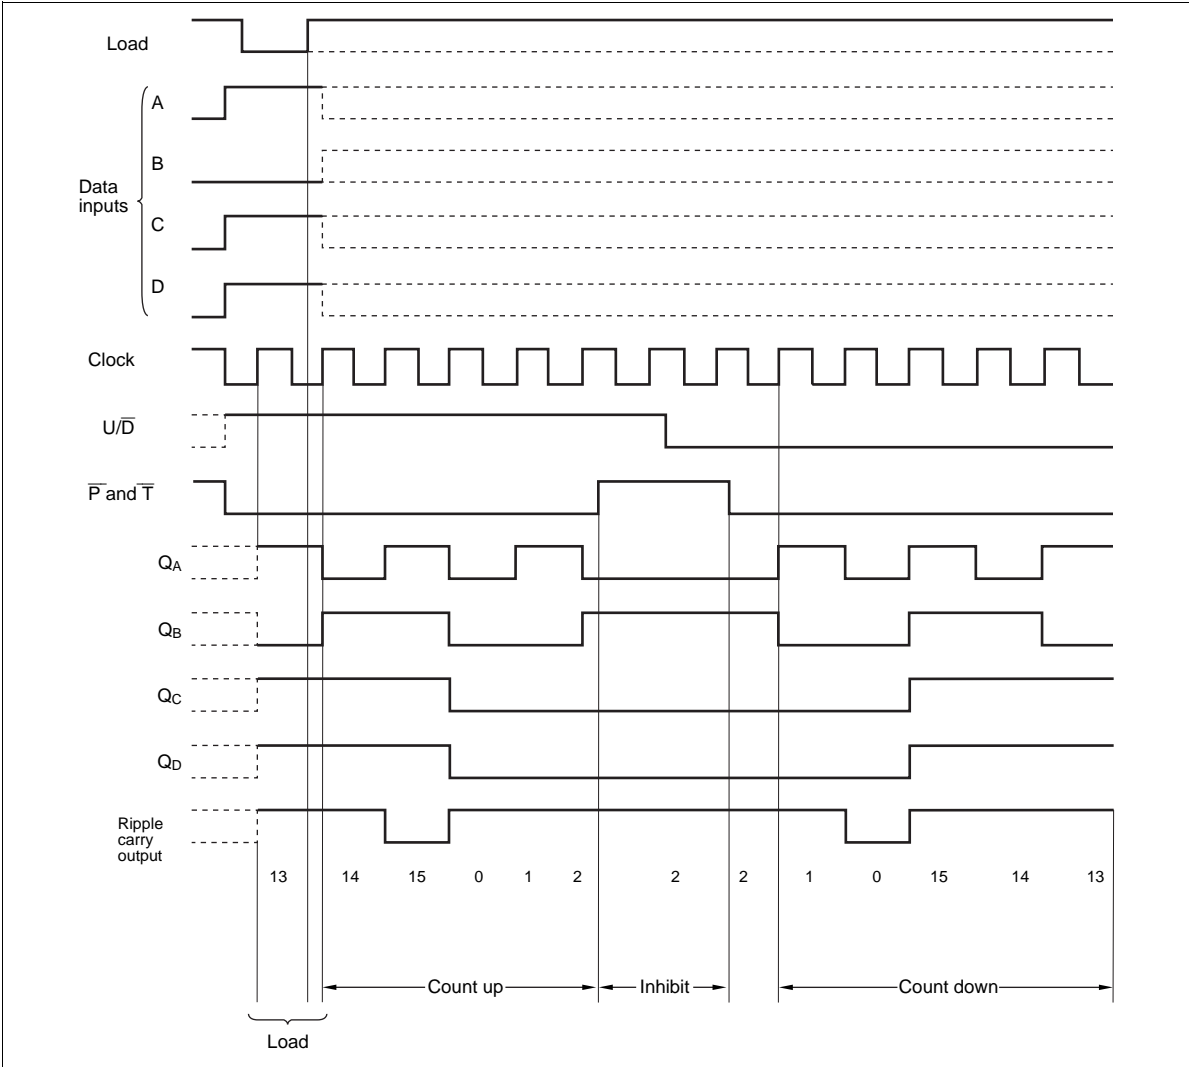 Load
A
B
Data
inputs
C
D
Clock
U/D̅
P̅ and T̅
QA
QB
QC
QD
Ripple
carry
output
13 14 15 0 1 2 2 2 1 0 15 14 13
Count up Inhibit Count down
Load